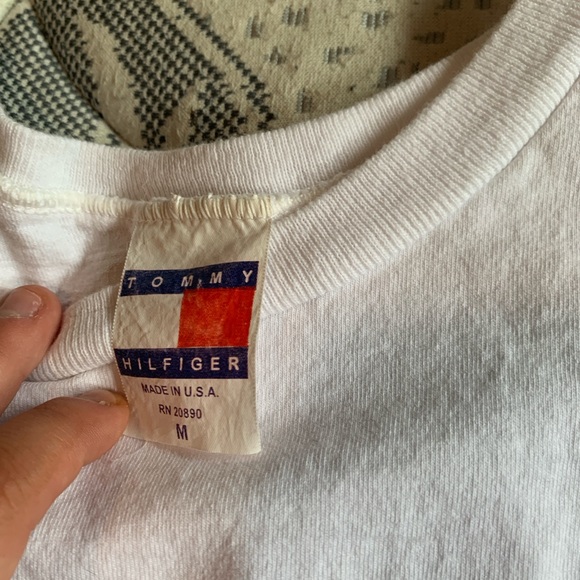 TOMMY
HILFIGER
MADE IN U.S.A.
RN 20890
M